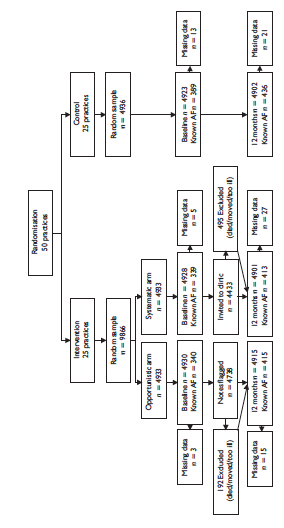 Randomisation
50 practices
Intervention
25 practices
Control
25 practices
Random sample
n = 9866
Random sample
n = 4936
Opportunistic arm
n = 4933
Systematic arm
n = 4933
Missing data
n = 3
Baseline n = 4930
Known AF n = 340
Baseline n = 4928
Known AF n = 339
Missing data
n = 5
Baseline n = 4923
Known AF n = 389
Missing data
n = 13
192 Excluded
(died/moved/too ill)
Notes flagged
n = 4738
Invited to clinic
n = 4433
495 Excluded
(died/moved/too ill)
Missing data
n = 15
12 months n = 4915
Known AF n = 415
12 months n = 4901
Known AF n = 413
Missing data
n = 27
12 months n = 4902
Known AF n = 436
Missing data
n = 21